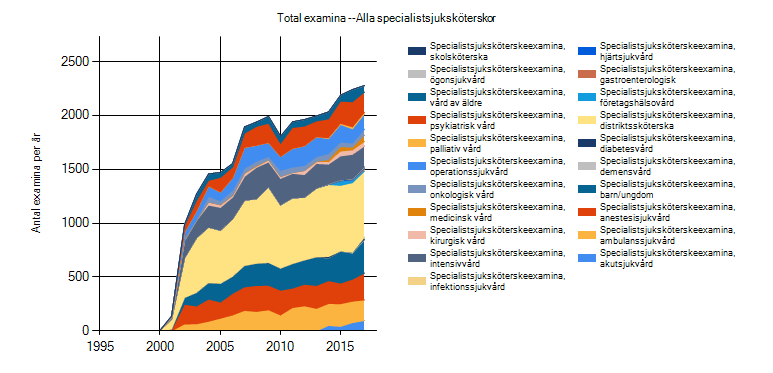 Total examina --Alla specialistsjuksköterskor
Antal examina per år
2500
2000
1500
1000
500
0
1995
2000
2005
2010
2015
Specialistsjuksköterskeexamina,
skolsköterska
Specialistsjuksköterskeexamina,
ögonsjukvård
Specialistsjuksköterskeexamina,
vård av äldre
Specialistsjuksköterskeexamina,
psykiatrisk vård
Specialistsjuksköterskeexamina,
palliativ vård
Specialistsjuksköterskeexamina,
operationssjukvård
Specialistsjuksköterskeexamina,
onkologisk vård
Specialistsjuksköterskeexamina,
medicinsk vård
Specialistsjuksköterskeexamina,
kirurgisk vård
Specialistsjuksköterskeexamina,
intensivvård
Specialistsjuksköterskeexamina,
infektionssjukvård
Specialistsjuksköterskeexamina,
hjärtsjukvård
Specialistsjuksköterskeexamina,
gastroenterologisk
Specialistsjuksköterskeexamina,
företagshälsovård
Specialistsjuksköterskeexamina,
distriktssköterska
Specialistsjuksköterskeexamina,
diabetesvård
Specialistsjuksköterskeexamina,
demensvård
Specialistsjuksköterskeexamina,
barn/ungdom
Specialistsjuksköterskeexamina,
anestesisjukvård
Specialistsjuksköterskeexamina,
ambulanssjukvård
Specialistsjuksköterskeexamina,
akutsjukvård